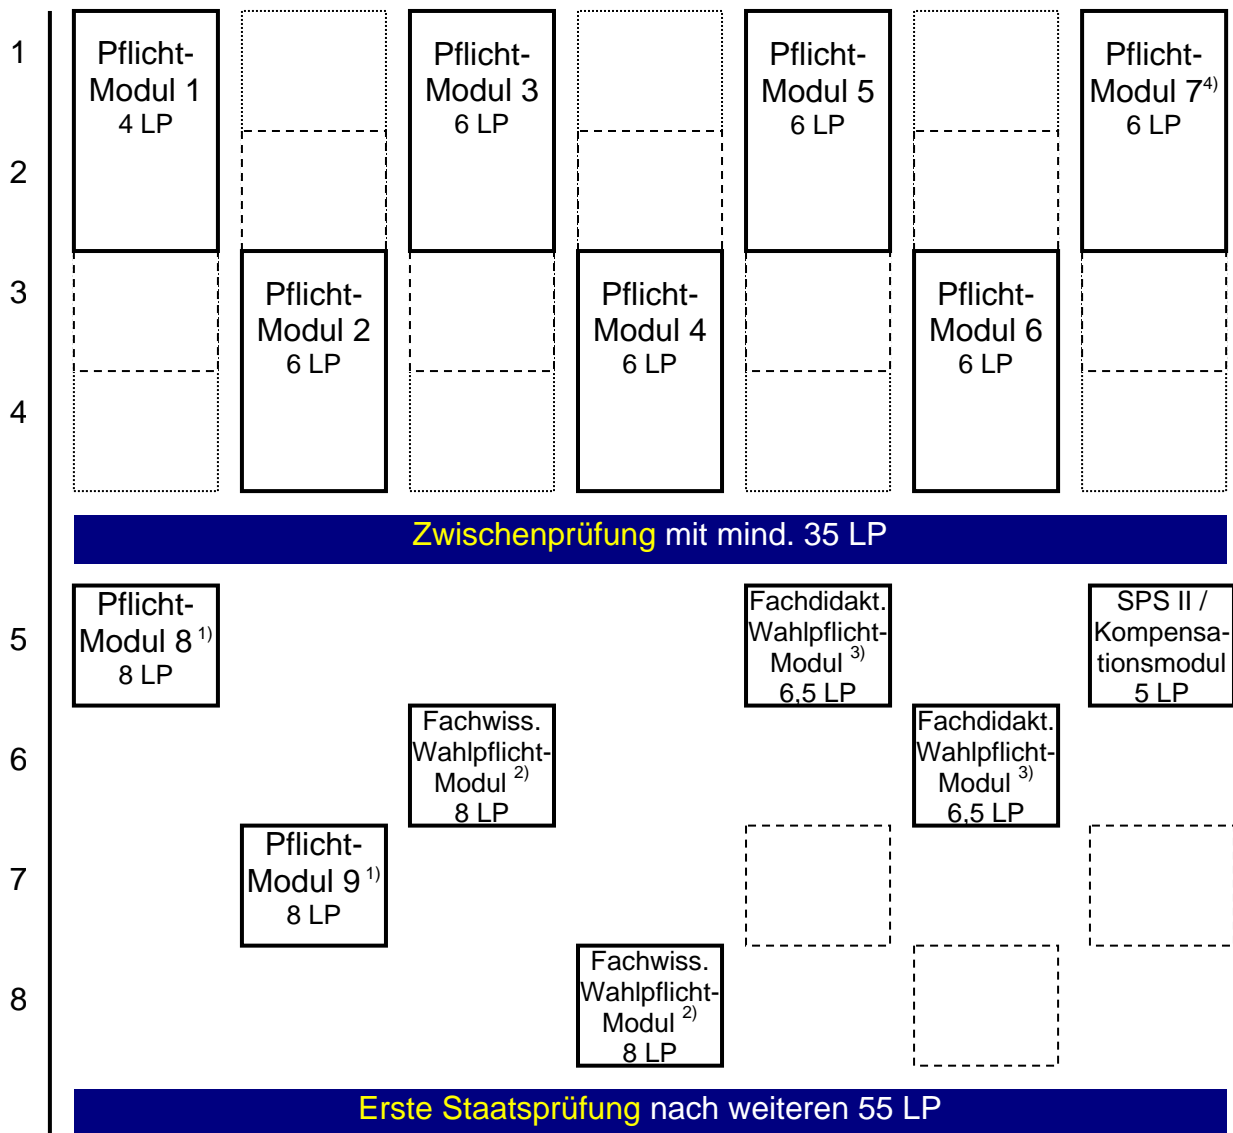 1
Pflicht-
Modul 1
4 LP
Pflicht-
Modul 3
6 LP
Pflicht-
Modul 5
6 LP
Pflicht-
Modul 7 4)
6 LP
2
3
Pflicht-
Modul 2
6 LP
Pflicht-
Modul 4
6 LP
Pflicht-
Modul 6
6 LP
4
Zwischenprüfung mit mind. 35 LP
5
Pflicht-
Modul 8 1)
8 LP
Fachdidakt.
Wahlpflicht-
Modul 3)
6,5 LP
SPS II /
Kompensa-
tionsmodul
5 LP
6
Fachwiss.
Wahlpflicht-
Modul 2)
8 LP
Fachdidakt.
Wahlpflicht-
Modul 3)
6,5 LP
7
Pflicht-
Modul 9 1)
8 LP
8
Fachwiss.
Wahlpflicht-
Modul 2)
8 LP
Erste Staatsprüfung nach weiteren 55 LP